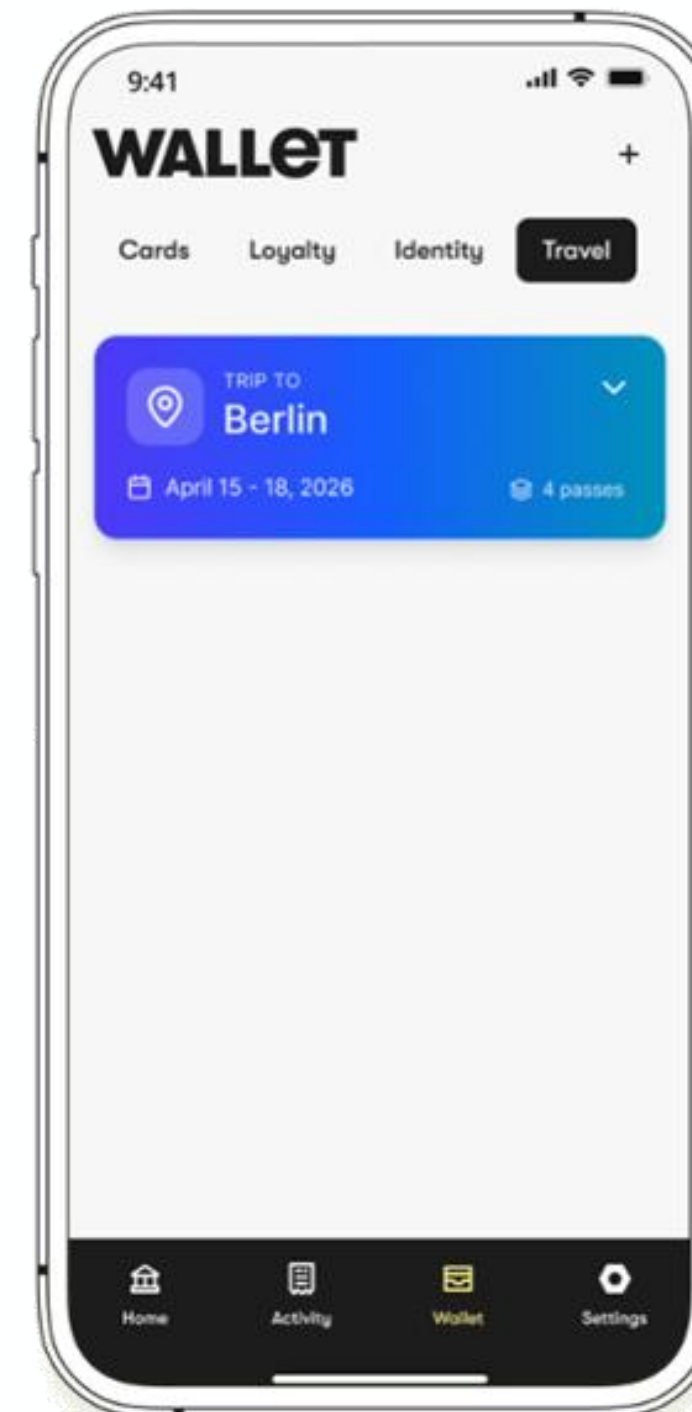 9:41
WALLeT
+
Cards Loyalty Identity Travel
TRIP TO
Berlin
April 15 - 18, 2026
4 passes
Home Activity Wallet Settings